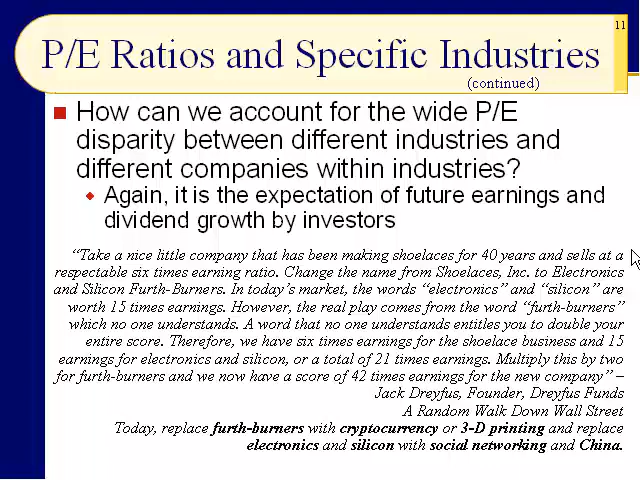 11
P/E Ratios and Specific Industries
(continued)
How can we account for the wide P/E
disparity between different industries and
different companies within industries?
Again, it is the expectation of future earnings and
dividend growth by investors
“Take a nice little company that has been making shoelaces for 40 years and sells at a
respectable six times earning ratio. Change the name from Shoelaces, Inc. to Electronics
and Silicon Furth-Burners. In today’s market, the words “electronics” and “silicon” are
worth 15 times earnings. However, the real play comes from the word “furth-burners”
which no one understands. A word that no one understands entitles you to double your
entire score. Therefore, we have six times earnings for the shoelace business and 15
earnings for electronics and silicon, or a total of 21 times earnings. Multiply this by two
for furth-burners and we now have a score of 42 times earnings for the new company” –
Jack Dreyfus, Founder, Dreyfus Funds
A Random Walk Down Wall Street
Today, replace furth-burners with cryptocurrency or 3-D printing and replace
electronics and silicon with social networking and China.